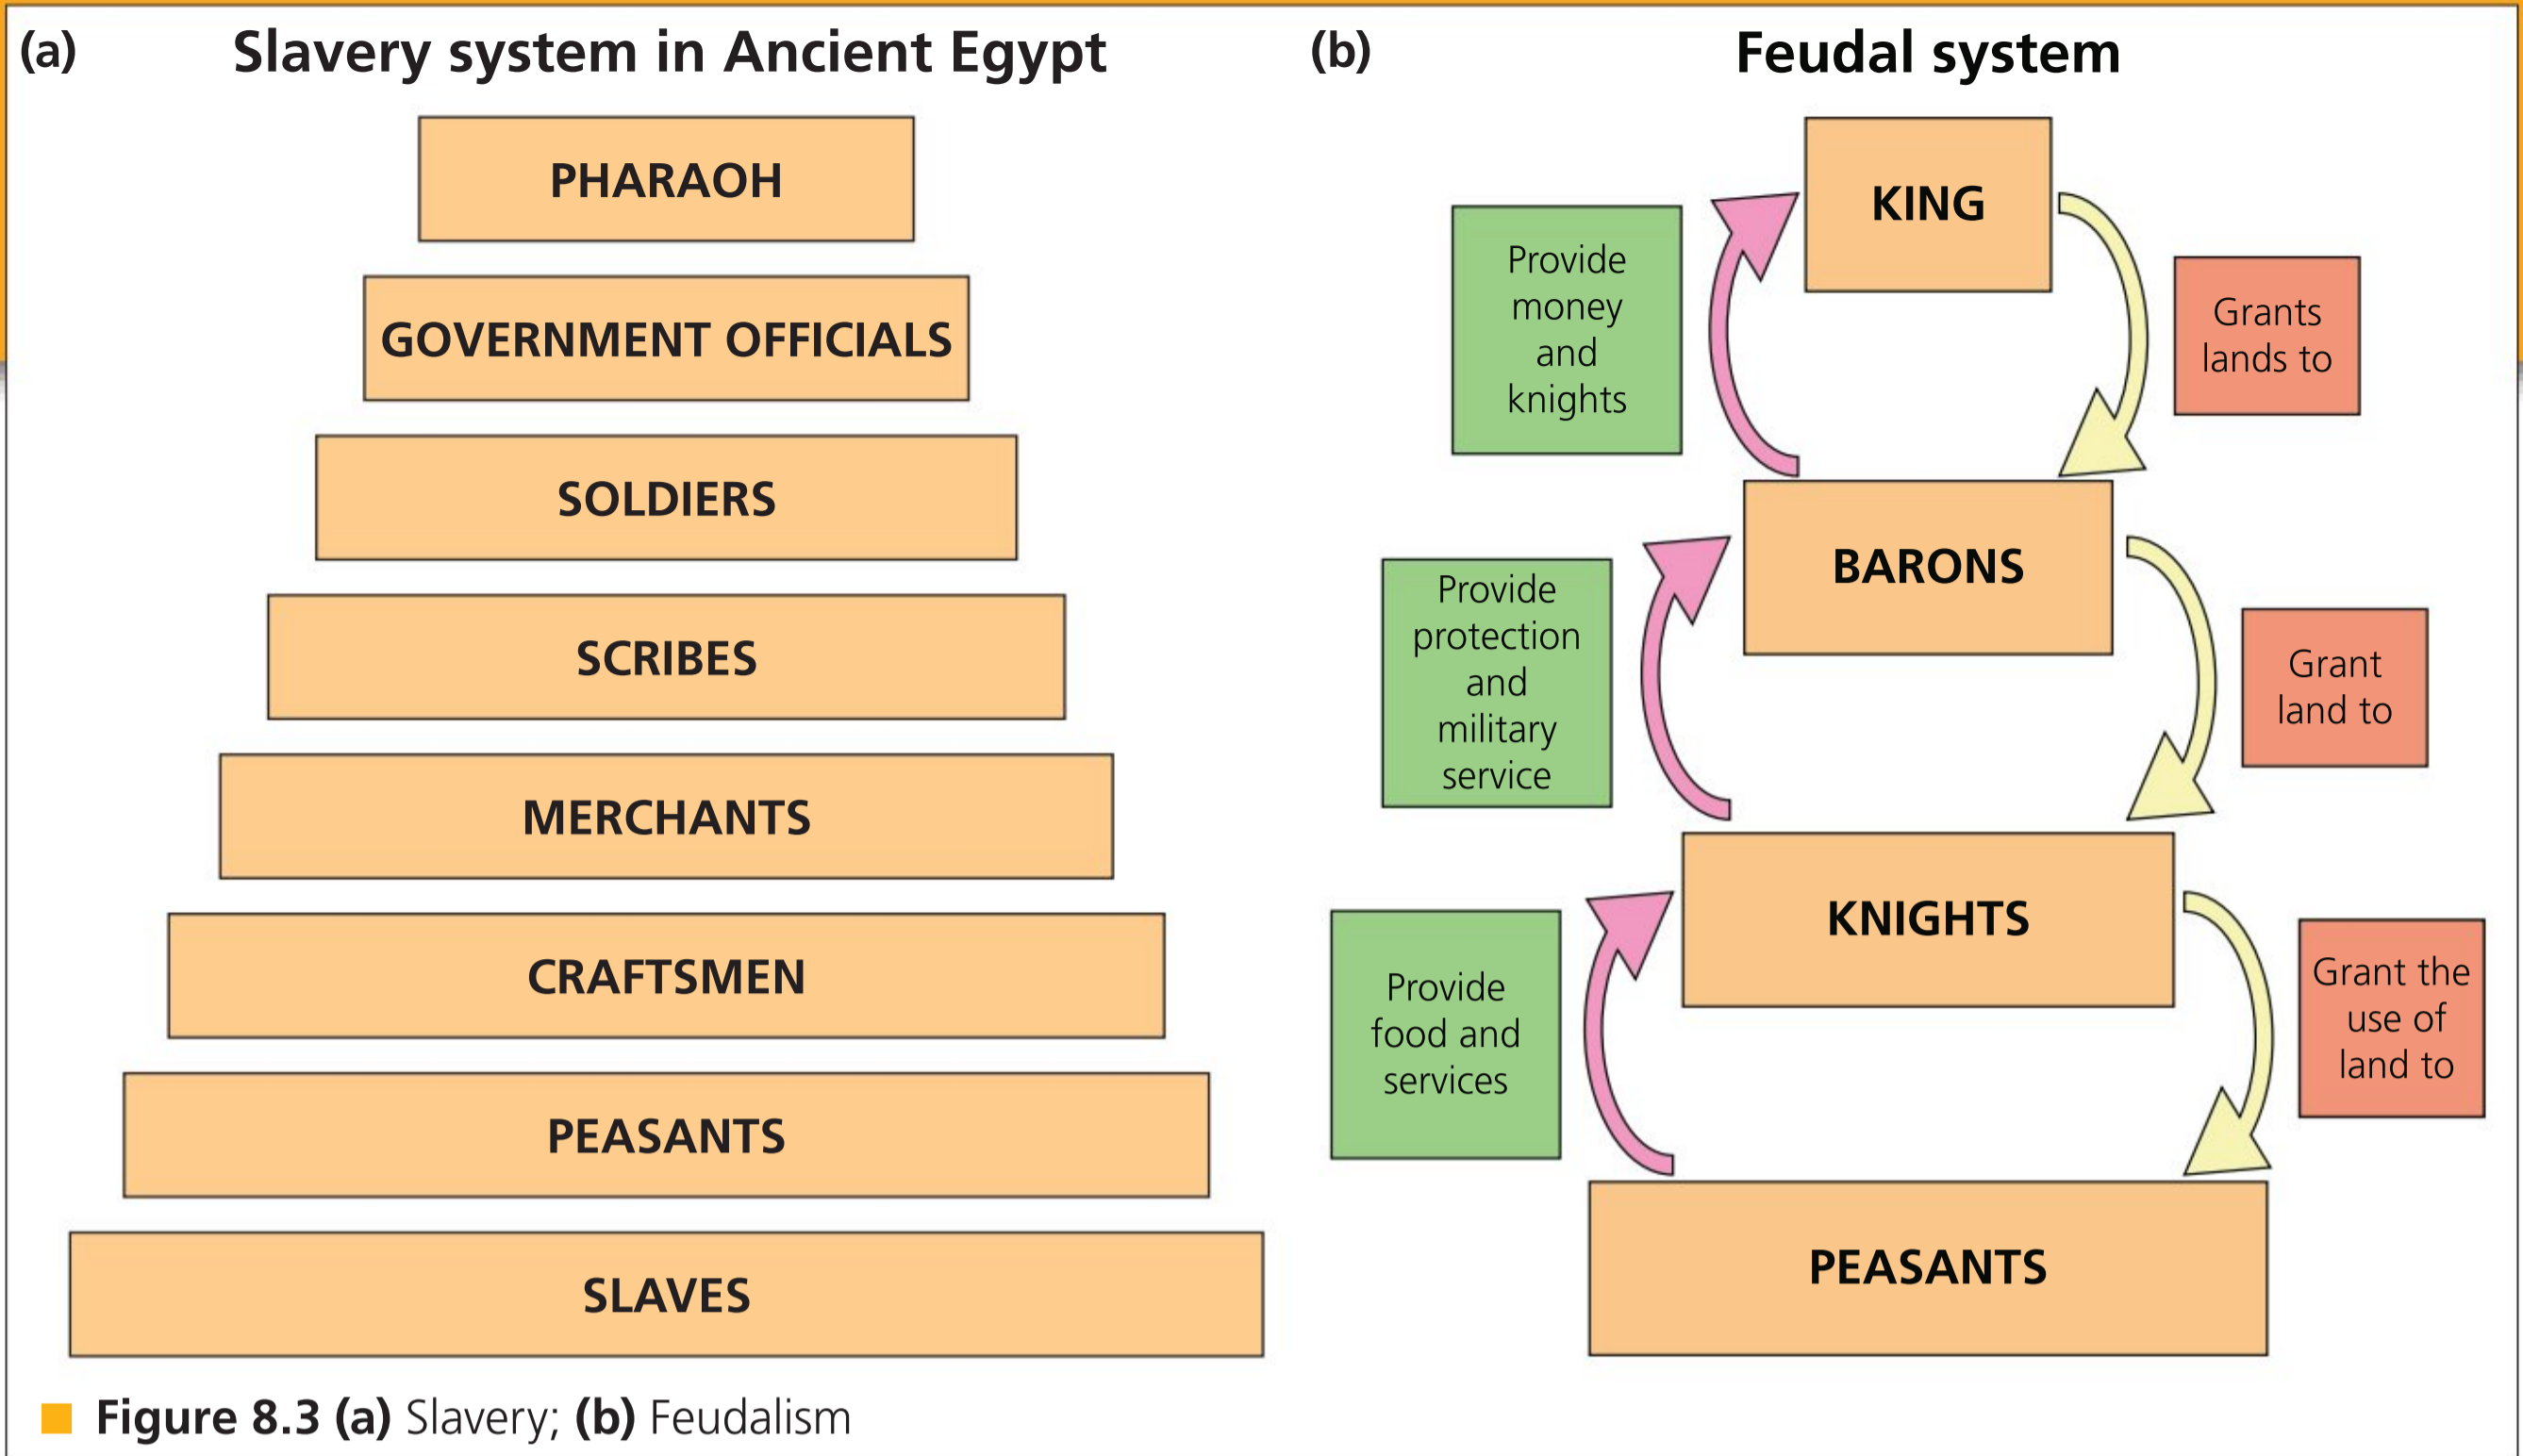 (a) Slavery system in Ancient Egypt
PHARAOH
GOVERNMENT OFFICIALS
SOLDIERS
SCRIBES
MERCHANTS
CRAFTSMEN
PEASANTS
SLAVES
(b) Feudal system
KING
Provide
money
and
knights
Grants
lands to
BARONS
Provide
protection
and
military
service
Grant
land to
KNIGHTS
Provide
food and
services
Grant the
use of
land to
PEASANTS
Figure 8.3 (a) Slavery; (b) Feudalism